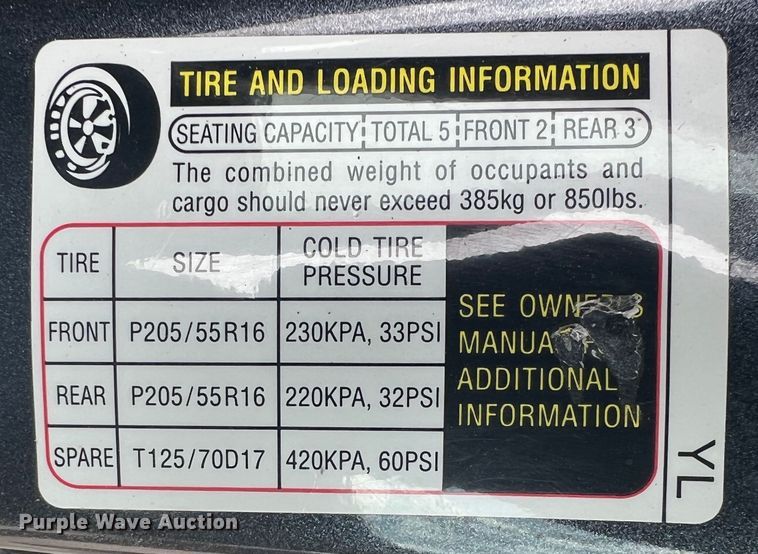 TIRE AND LOADING INFORMATION
SEATING CAPACITY TOTAL 5 FRONT 2 REAR 3
The combined weight of occupants and
cargo should never exceed 385kg or 850lbs.
TIRE SIZE COLD TIRE PRESSURE
FRONT P205/55R16 230KPA, 33PSI
REAR P205/55R16 220KPA, 32PSI
SPARE T125/70D17 420KPA, 60PSI
SEE
ADDITIONAL
INFORMATION
YL
Purple Wave Auction